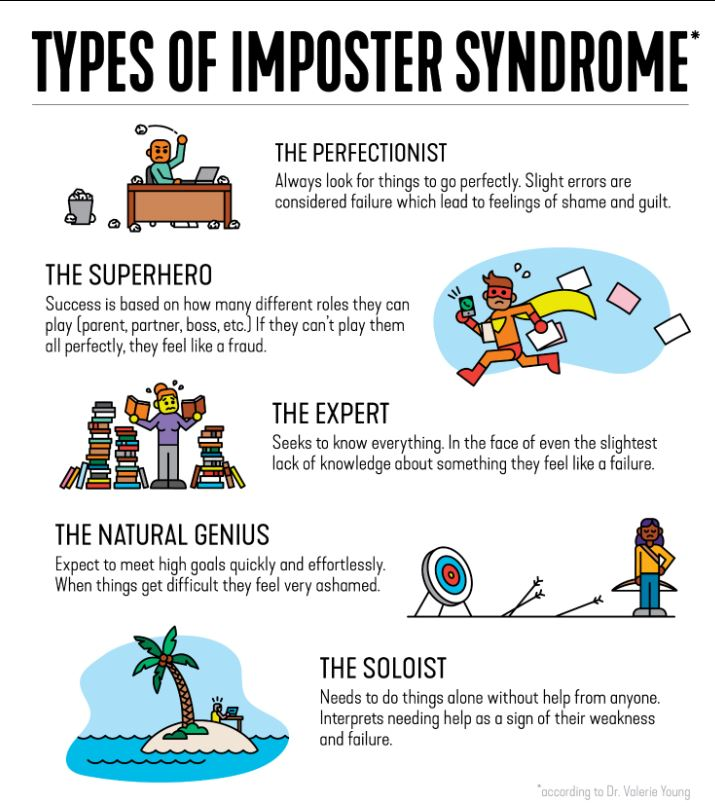 TYPES OF IMPOSTER SYNDROME*
THE PERFECTIONIST
Always look for things to go perfectly. Slight errors are
considered failure which lead to feelings of shame and guilt.
THE SUPERHERO
Success is based on how many different roles they can
play (parent, partner, boss, etc.) If they can't play them
all perfectly, they feel like a fraud.
THE EXPERT
Seeks to know everything. In the face of even the slightest
lack of knowledge about something they feel like a failure.
THE NATURAL GENIUS
Expect to meet high goals quickly and effortlessly.
When things get difficult they feel very ashamed.
THE SOLOIST
Needs to do things alone without help from anyone.
Interprets needing help as a sign of their weakness
and failure.
*according to Dr. Valerie Young